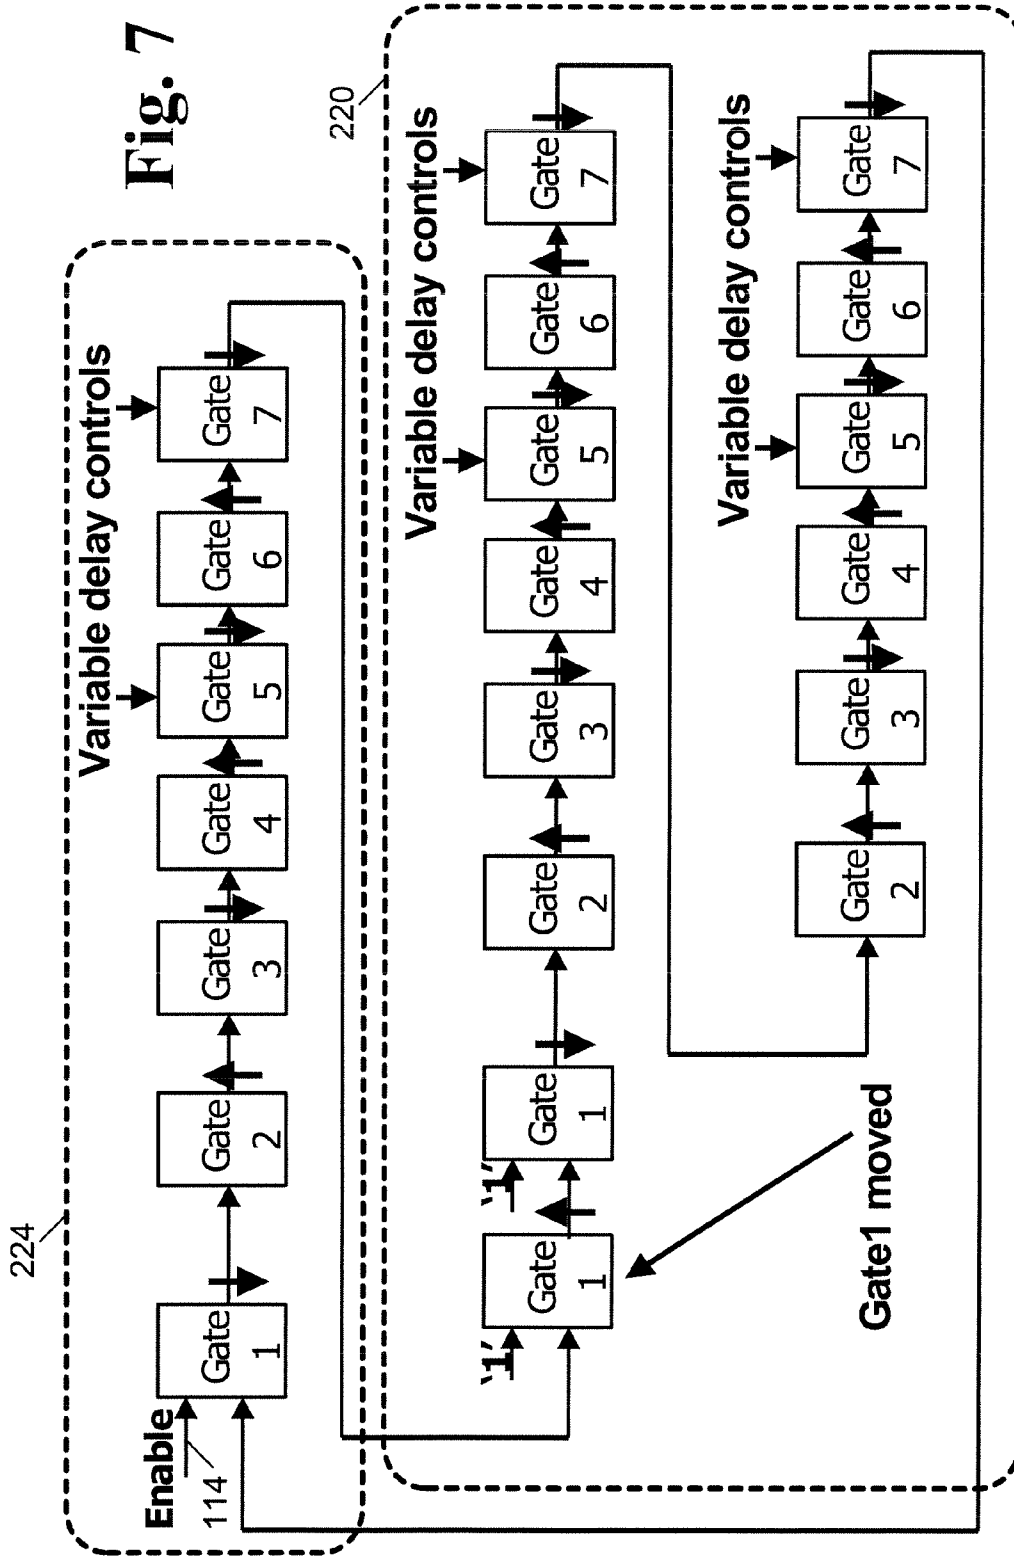 Fig. 7
224
Variable delay controls
Enable
114
Gate 1
Gate 2
Gate 3
Gate 4
Gate 5
Gate 6
Gate 7
220
Variable delay controls
'1'
Gate 1
'1'
Gate 1
Gate 2
Gate 3
Gate 4
Gate 5
Gate 6
Gate 7
Gate1 moved
Variable delay controls
Gate 2
Gate 3
Gate 4
Gate 5
Gate 6
Gate 7